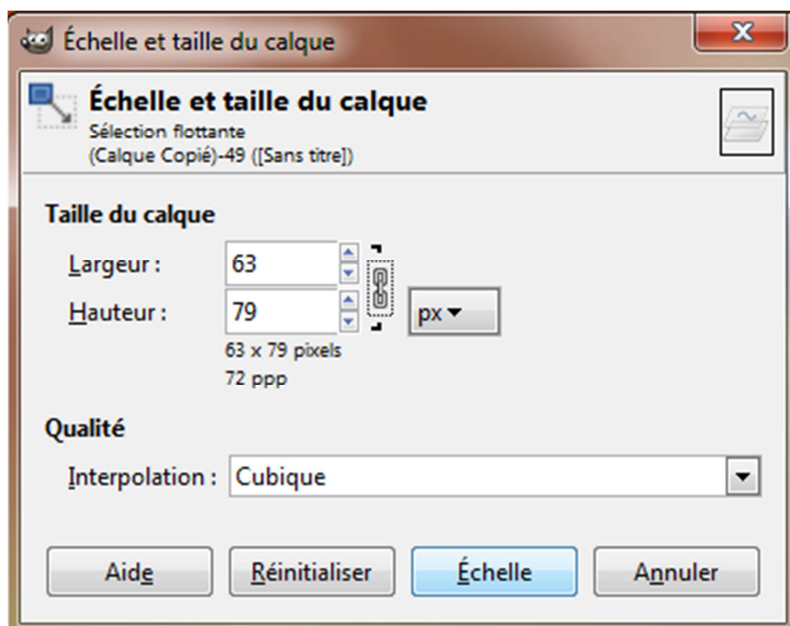 Échelle et taille du calque
Échelle et taille du calque
Sélection flottante
(Calque Copié)-49 ([Sans titre])
Taille du calque
Largeur : 63
Hauteur : 79 px
63 x 79 pixels
72 ppp
Qualité
Interpolation : Cubique
Aide Réinitialiser Échelle Annuler